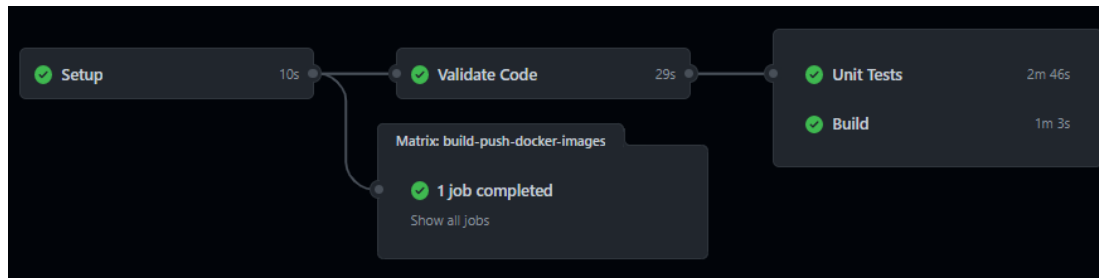 Setup 10s
Validate Code 29s
Unit Tests 2m 46s
Build 1m 3s
Matrix: build-push-docker-images
1 job completed
Show all jobs